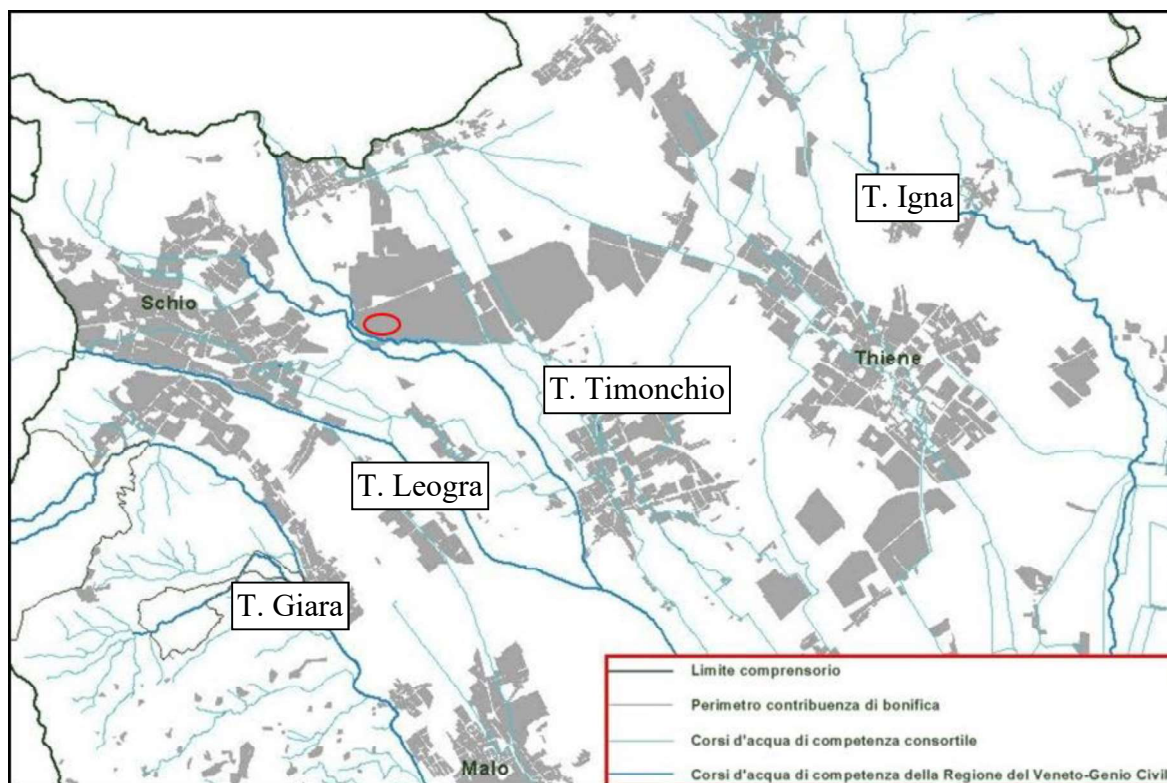 T. Igna
Schio
Thiene
T. Timonchio
T. Leogra
T. Giara
Malo
Limite comprensorio
Perimetro contribuenza di bonifica
Corsi d'acqua di competenza consortile
Corsi d'acqua di competenza della Regione del Veneto-Genio Civil